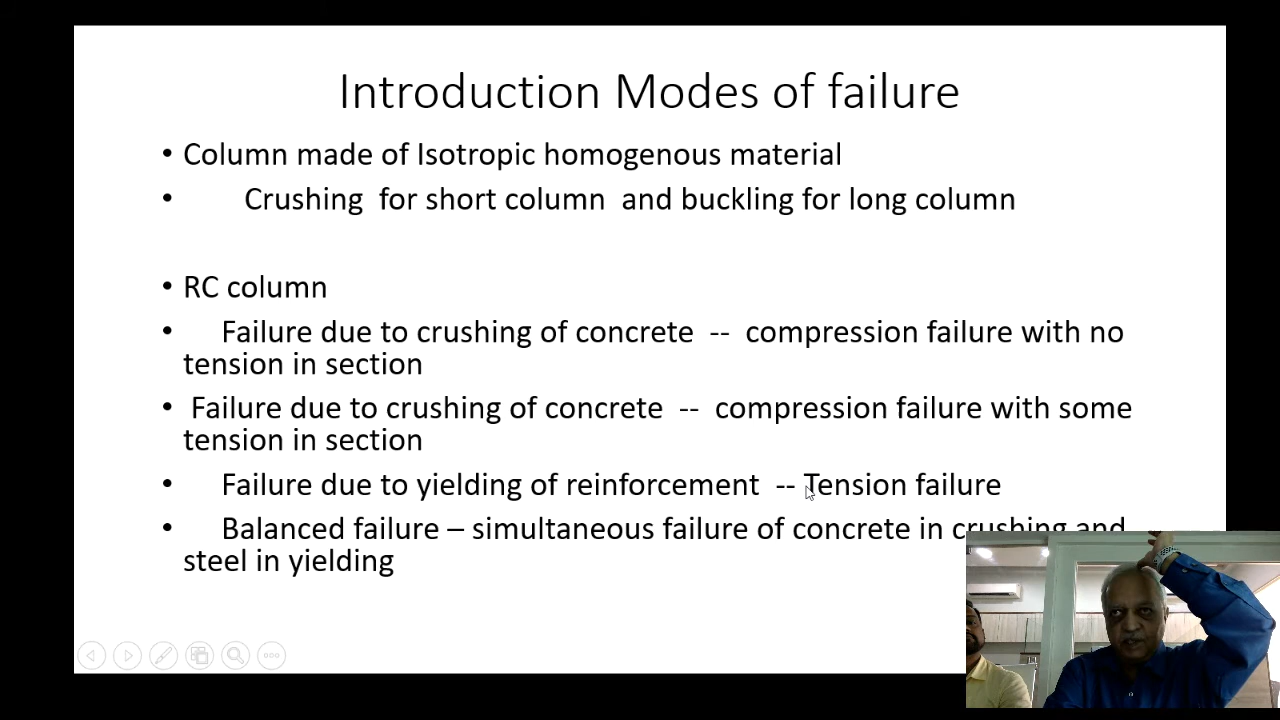 Introduction Modes of failure
• Column made of Isotropic homogenous material
• Crushing for short column and buckling for long column
• RC column
• Failure due to crushing of concrete -- compression failure with no
tension in section
• Failure due to crushing of concrete -- compression failure with some
tension in section
• Failure due to yielding of reinforcement -- Tension failure
• Balanced failure – simultaneous failure of concrete in crushing and
steel in yielding